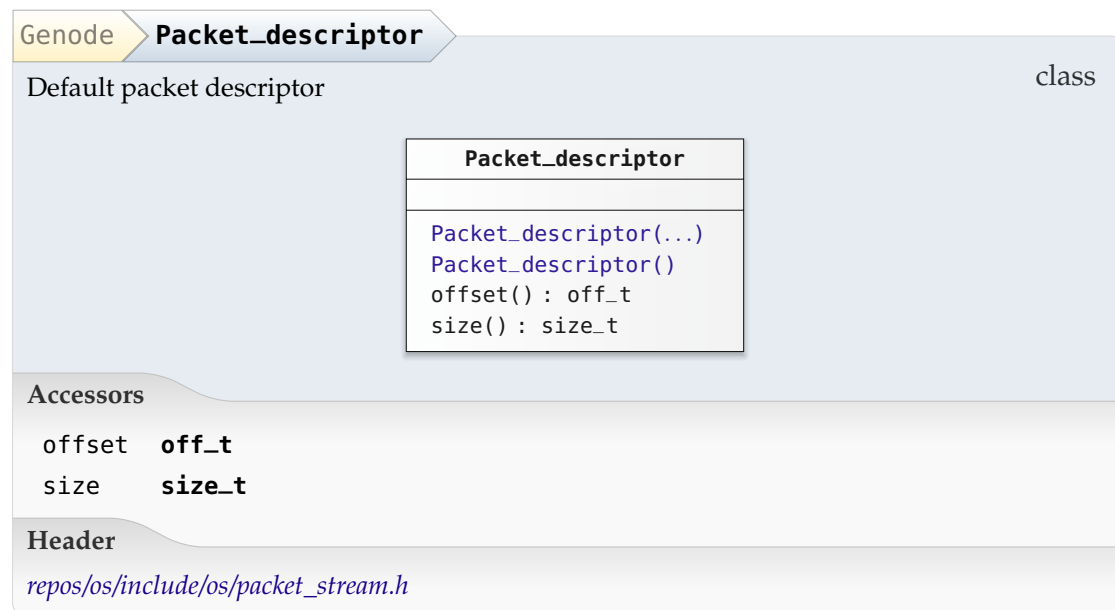 Genode Packet_descriptor
class
Default packet descriptor
Packet_descriptor
Packet_descriptor(...)
Packet_descriptor()
offset() : off_t
size() : size_t
Accessors
offset off_t
size size_t
Header
repos/os/include/os/packet_stream.h